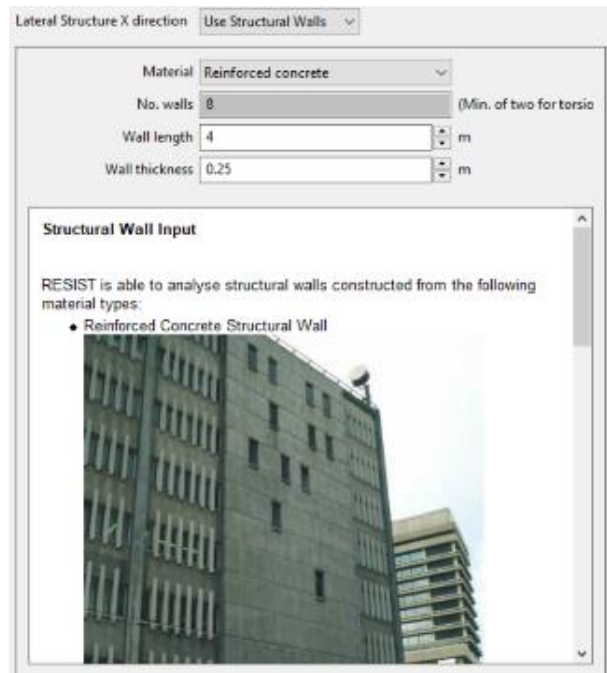 Lateral Structure X direction Use Structural Walls
Material Reinforced concrete
No. walls 8 (Min. of two for torsio
Wall length 4 m
Wall thickness 0.25 m
Structural Wall Input
RESIST is able to analyse structural walls constructed from the following
material types:
• Reinforced Concrete Structural Wall